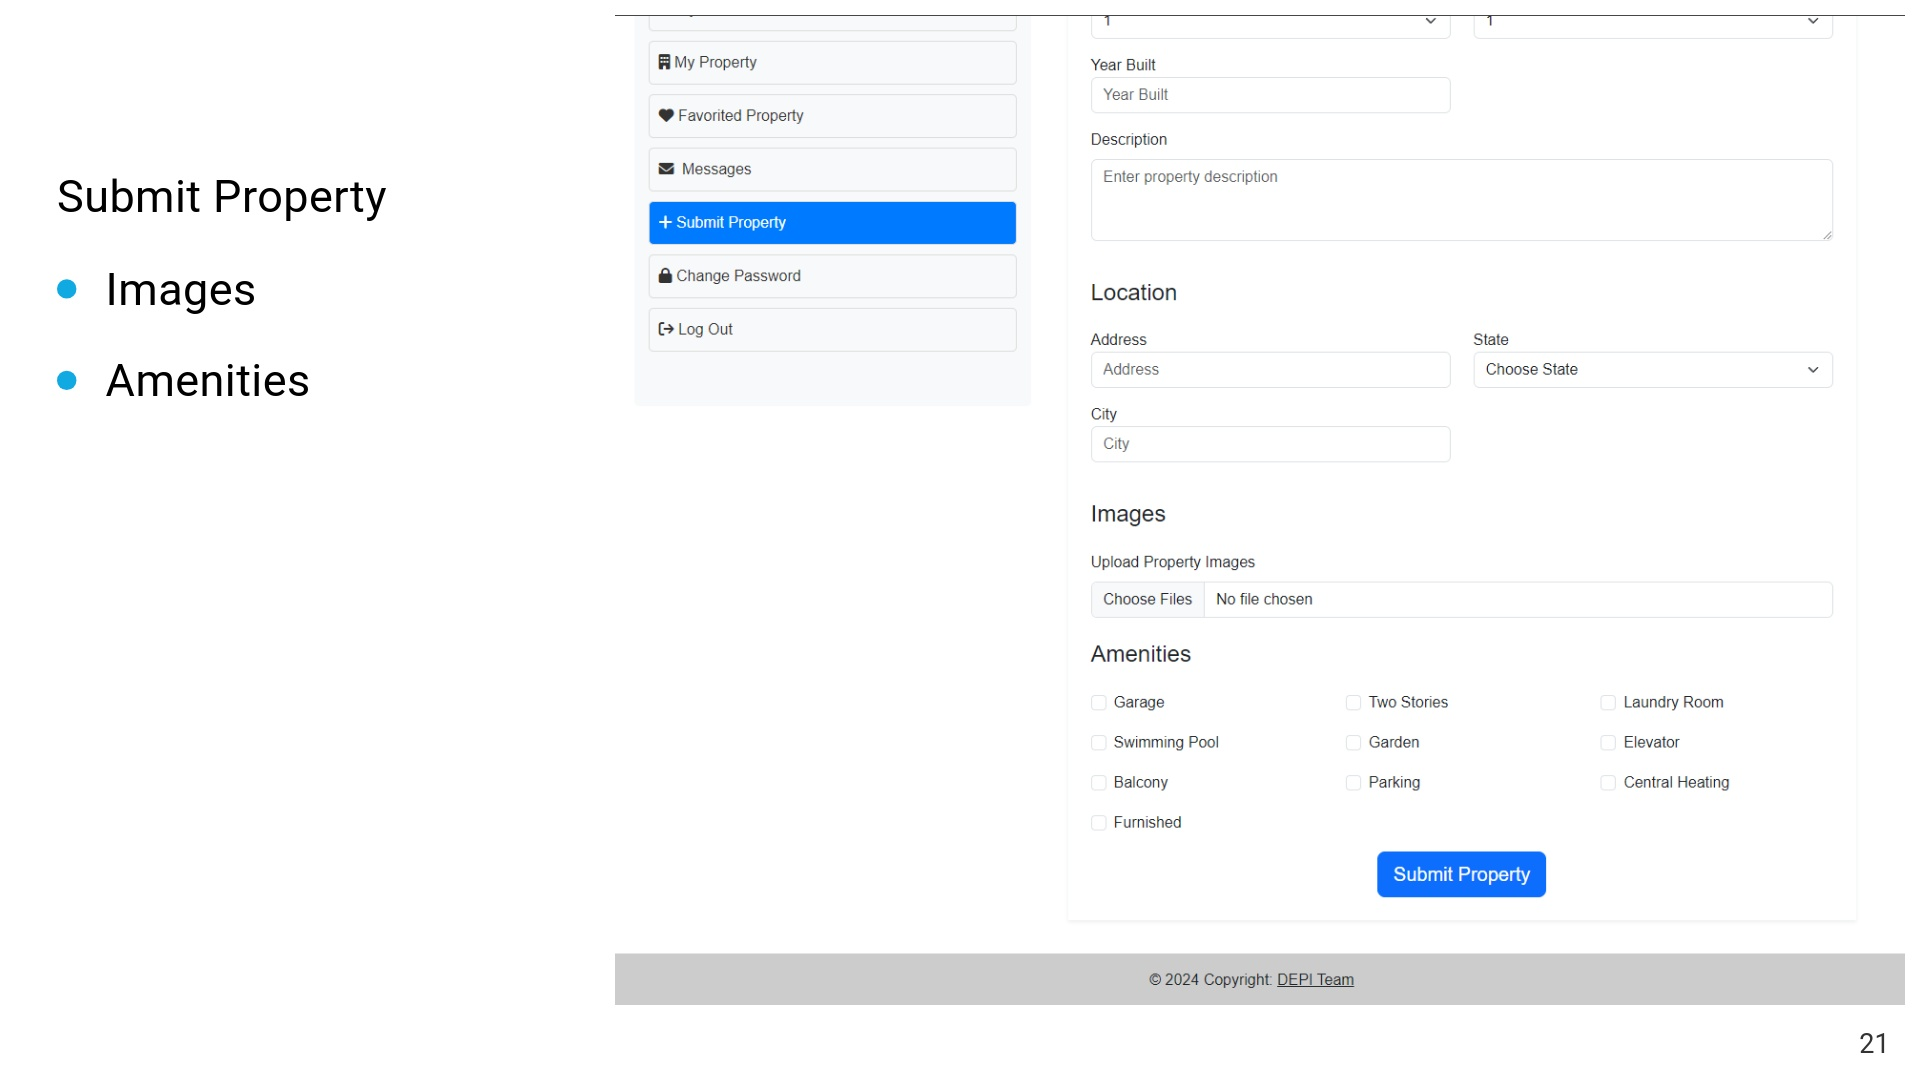 Submit Property
Images
Amenities
My Property
Favorited Property
Messages
Submit Property
Change Password
Log Out
1 1
Year Built
Year Built
Description
Enter property description
Location
Address State
Address Choose State
City
City
Images
Upload Property Images
Choose Files No file chosen
Amenities
Garage Two Stories Laundry Room
Swimming Pool Garden Elevator
Balcony Parking Central Heating
Furnished
Submit Property
© 2024 Copyright: DEPI Team
21